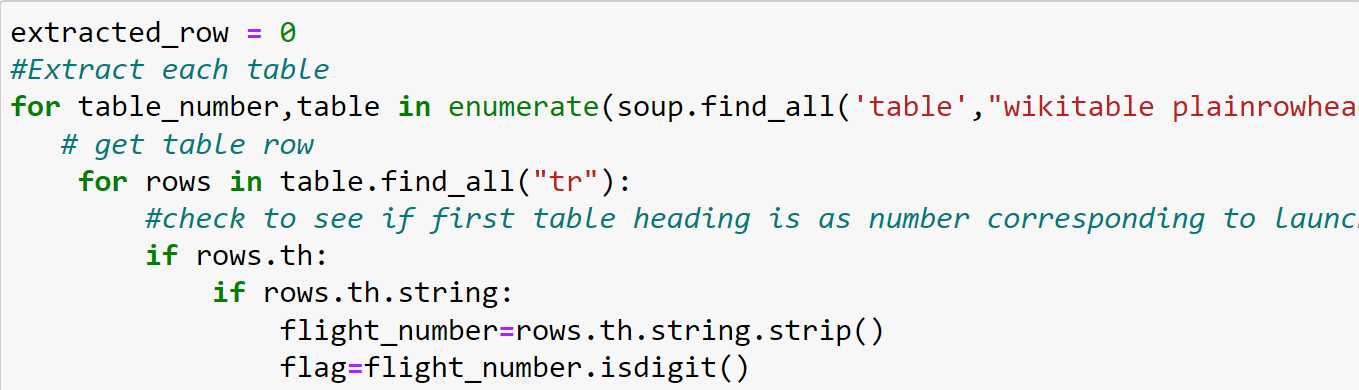 extracted_row = 0
#Extract each table
for table_number,table in enumerate(soup.find_all('table',"wikitable plainrowhea
    # get table row
    for rows in table.find_all("tr"):
        #check to see if first table heading is as number corresponding to launc
        if rows.th:
            if rows.th.string:
                flight_number=rows.th.string.strip()
                flag=flight_number.isdigit()